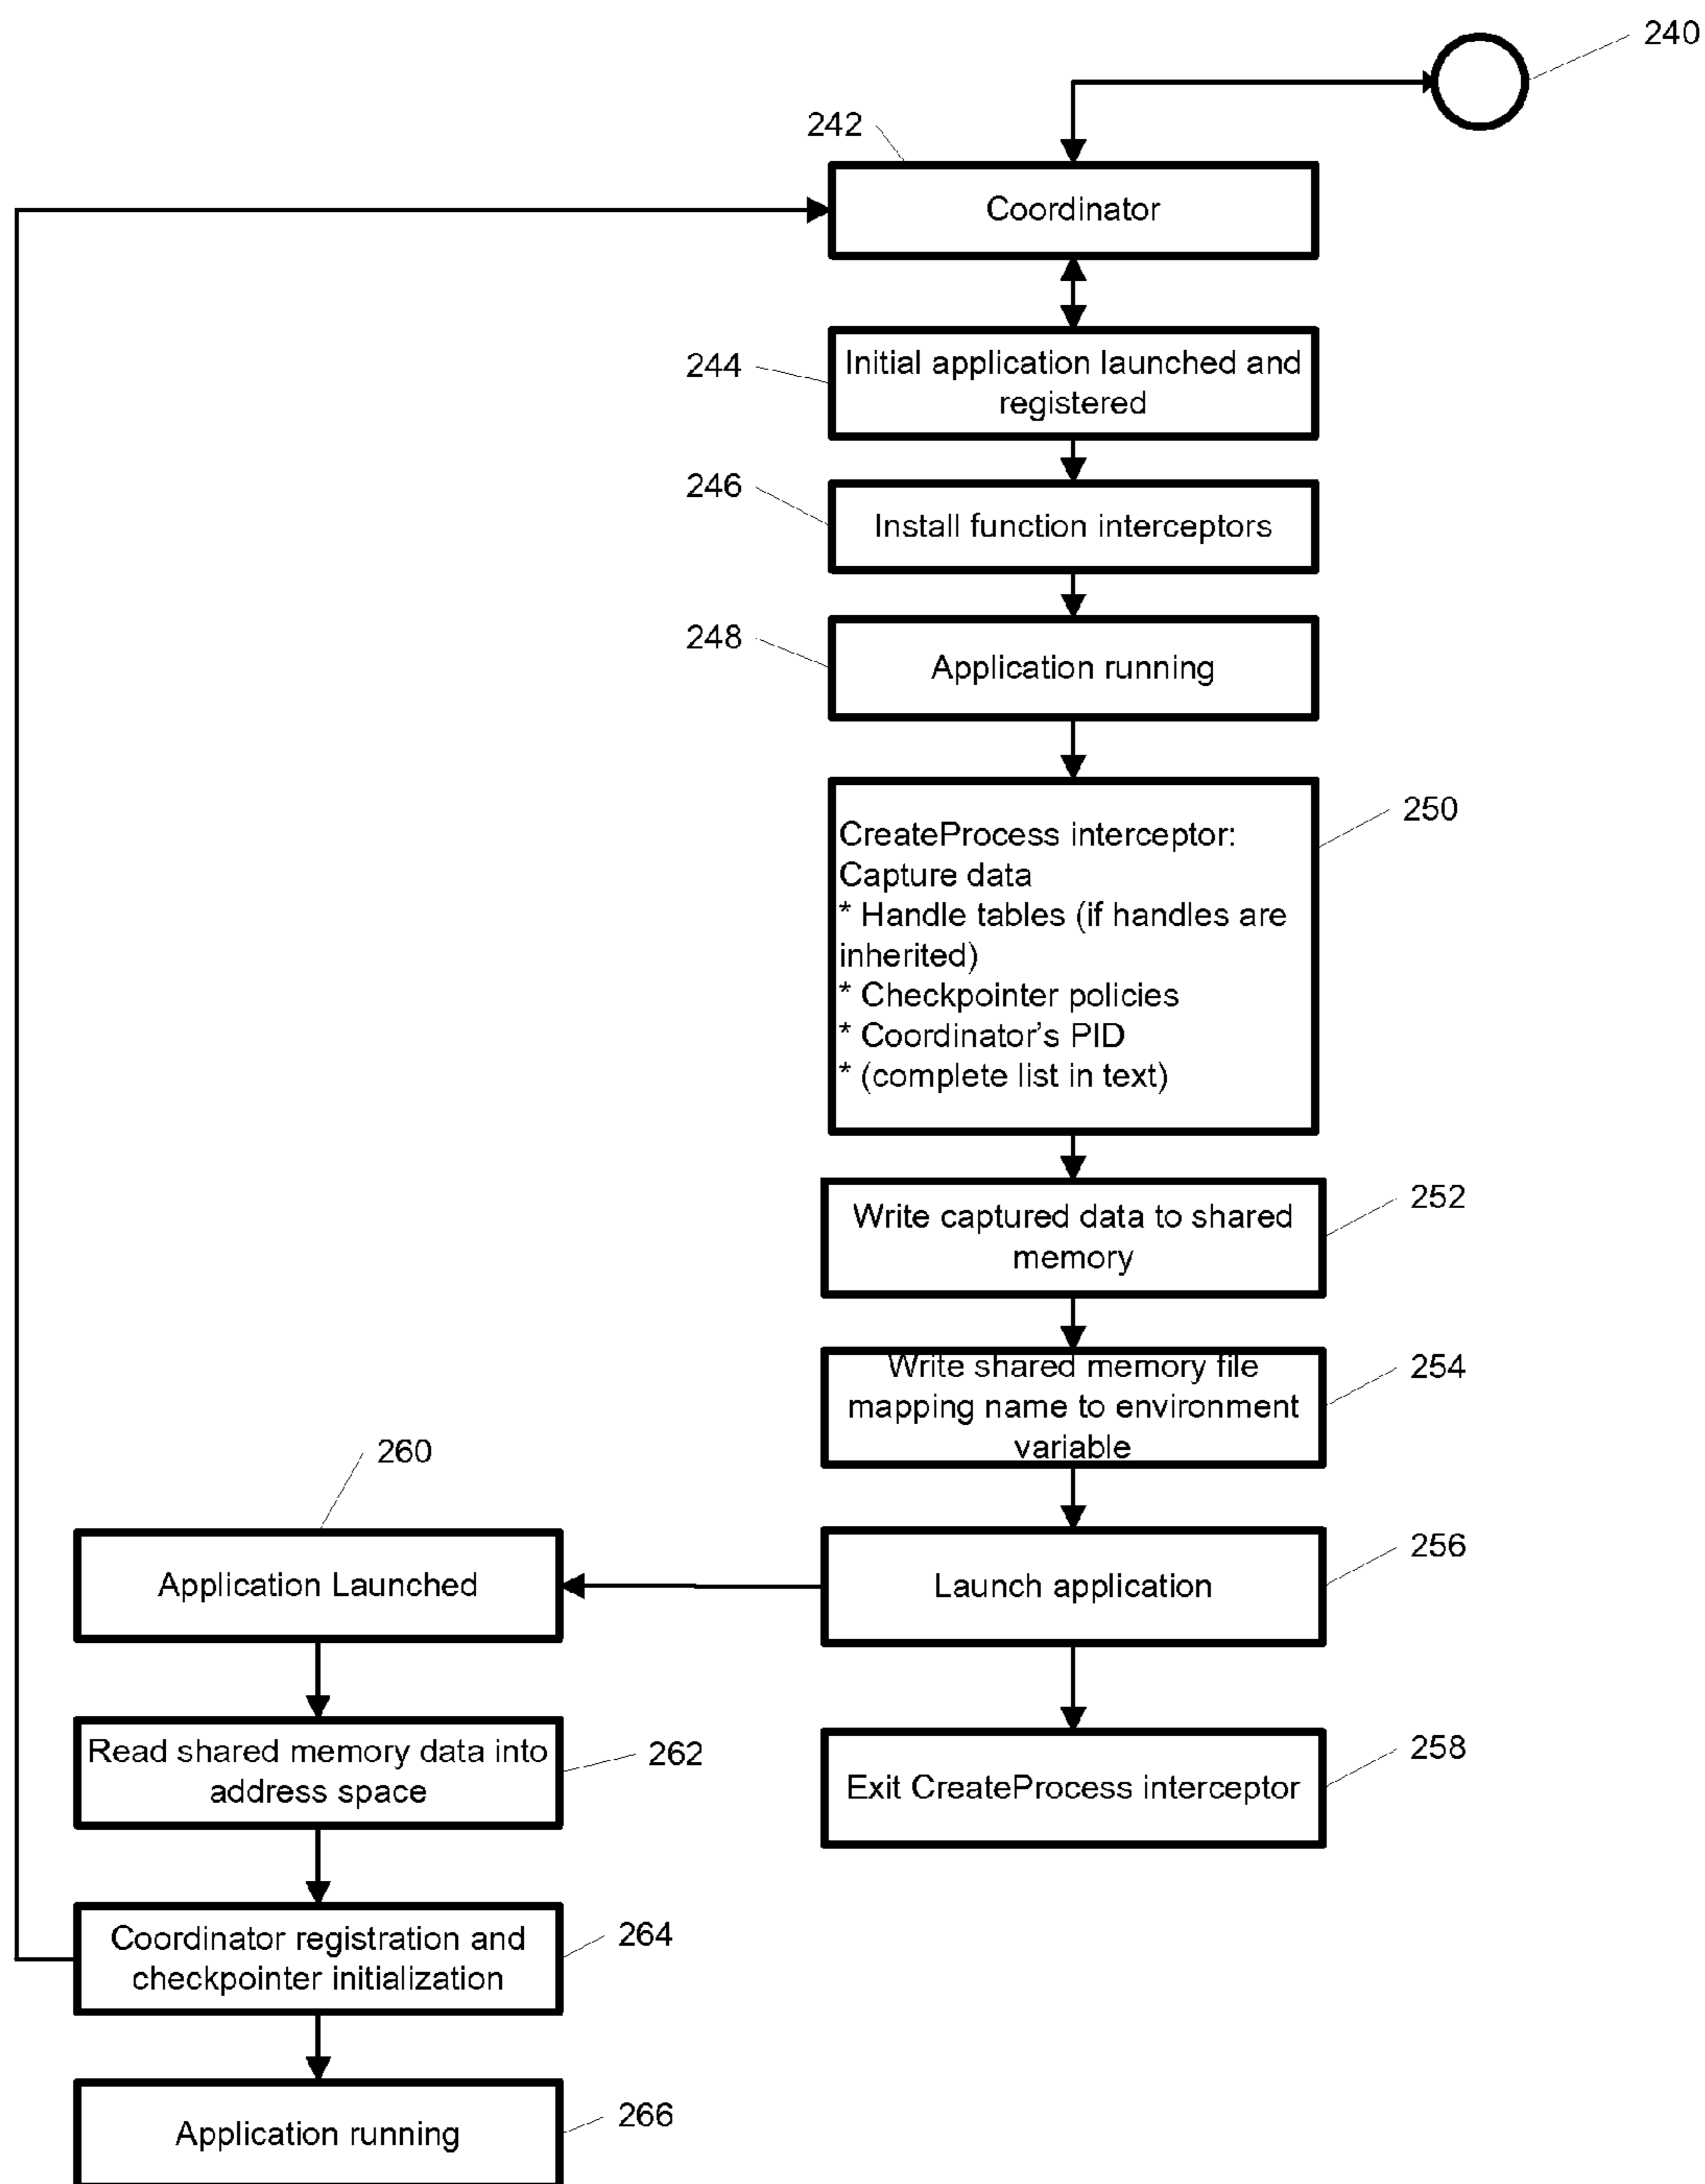 240
242
Coordinator
244
Initial application launched and
registered
246
Install function interceptors
248
Application running
250
CreateProcess interceptor:
Capture data
* Handle tables (if handles are
inherited)
* Checkpointer policies
* Coordinator's PID
* (complete list in text)
252
Write captured data to shared
memory
254
Write shared memory file
mapping name to environment
variable
260
256
Application Launched
Launch application
262
Read shared memory data into
address space
258
Exit CreateProcess interceptor
264
Coordinator registration and
checkpointer initialization
266
Application running